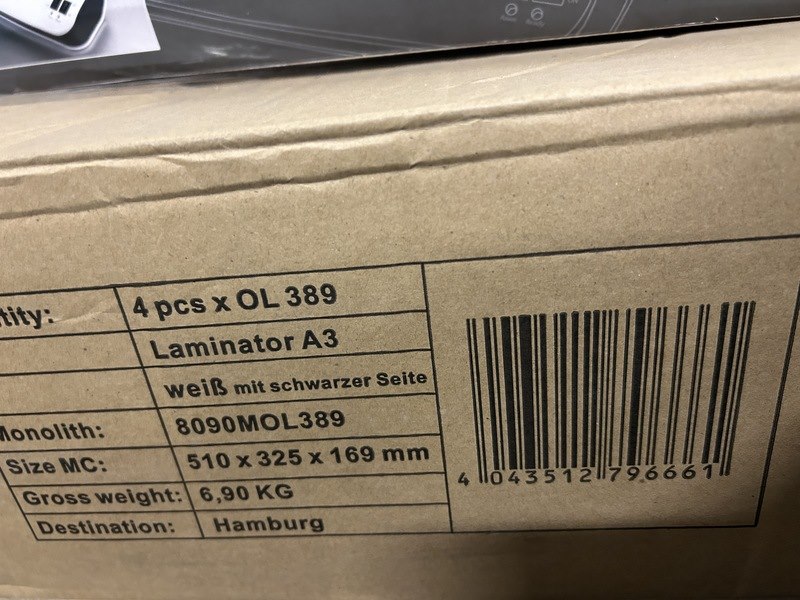 tity: 4 pcs x OL 389
Laminator A3
weiß mit schwarzer Seite
Monolith: 8090MOL389
Size MC: 510 x 325 x 169 mm
Gross weight: 6,90 KG
Destination: Hamburg
4 043512 796661